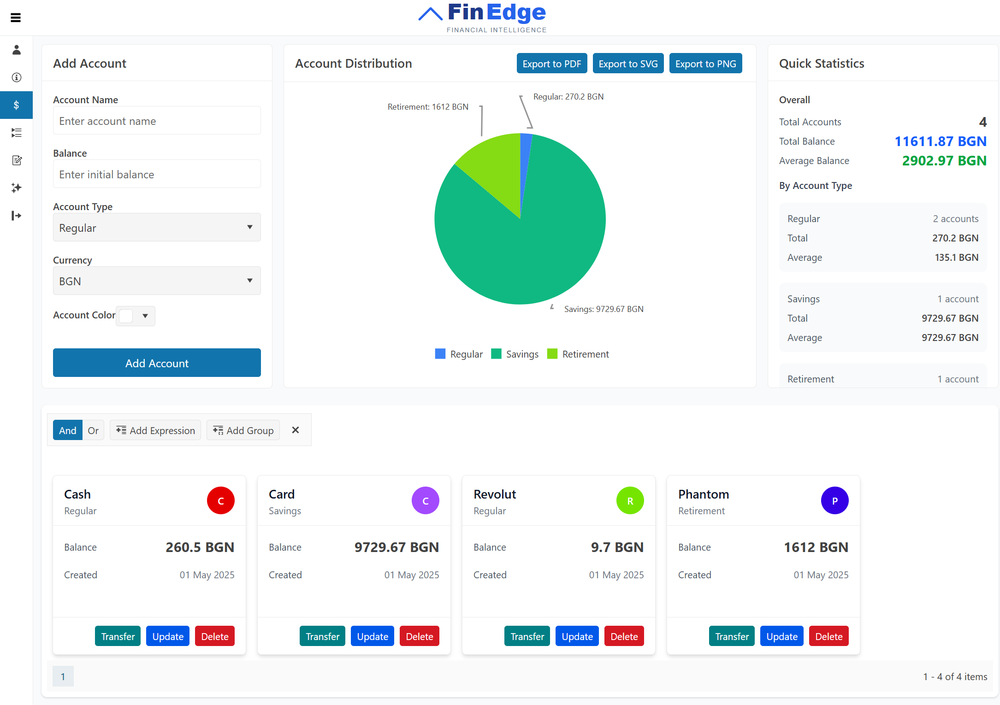 FinEdge
FINANCIAL INTELLIGENCE
Add Account
Account Name
Enter account name
Balance
Enter initial balance
Account Type
Regular
Currency
BGN
Account Color
Add Account
Account Distribution
Export to PDF
Export to SVG
Export to PNG
Regular: 270.2 BGN
Retirement: 1612 BGN
Savings: 9729.67 BGN
Regular
Savings
Retirement
Quick Statistics
Overall
Total Accounts 4
Total Balance 11611.87 BGN
Average Balance 2902.97 BGN
By Account Type
Regular 2 accounts
Total 270.2 BGN
Average 135.1 BGN
Savings 1 account
Total 9729.67 BGN
Average 9729.67 BGN
Retirement 1 account
And Or Add Expression Add Group
Cash C
Regular
Balance 260.5 BGN
Created 01 May 2025
Transfer Update Delete
Card C
Savings
Balance 9729.67 BGN
Created 01 May 2025
Transfer Update Delete
Revolut R
Regular
Balance 9.7 BGN
Created 01 May 2025
Transfer Update Delete
Phantom P
Retirement
Balance 1612 BGN
Created 01 May 2025
Transfer Update Delete
1
1 - 4 of 4 items